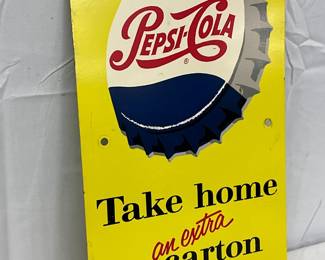 PEPSI-COLA
®
Take home
an extra
carton